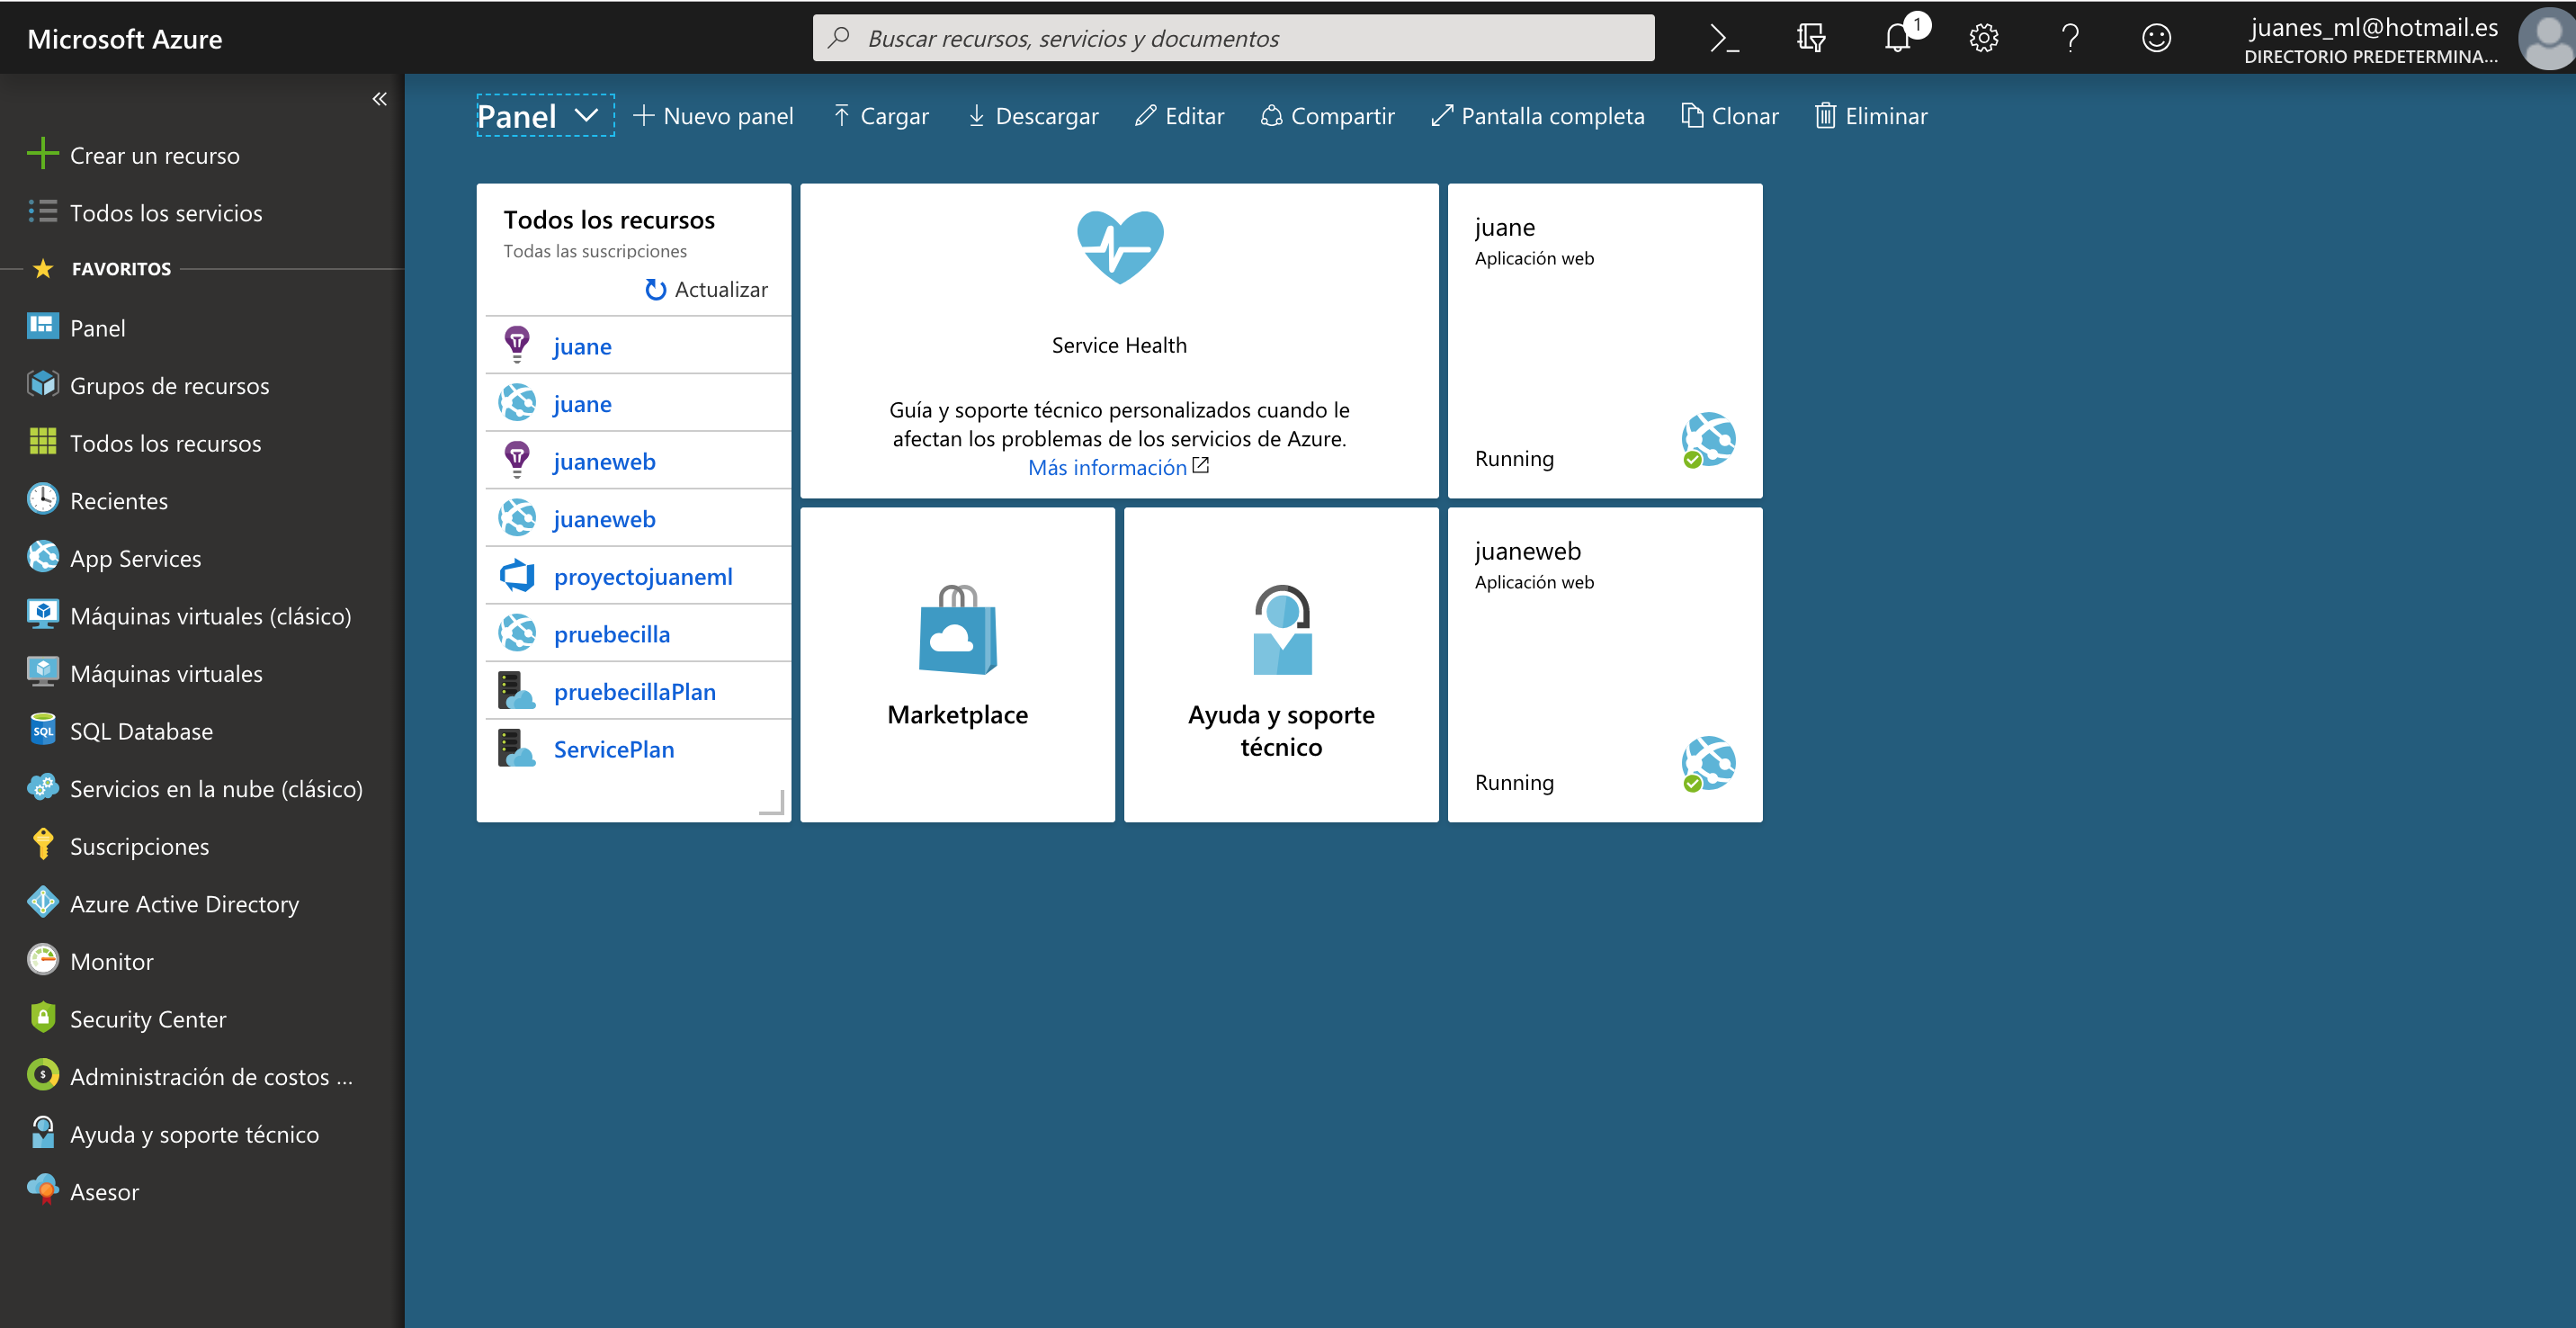 Microsoft Azure
Buscar recursos, servicios y documentos
1
juanes_ml@hotmail.es
DIRECTORIO PREDETERMINA...
Crear un recurso
Todos los servicios
FAVORITOS
Panel
Grupos de recursos
Todos los recursos
Recientes
App Services
Máquinas virtuales (clásico)
Máquinas virtuales
SQL
SQL Database
Servicios en la nube (clásico)
Suscripciones
Azure Active Directory
Monitor
Security Center
$
Administración de costos ...
Ayuda y soporte técnico
Asesor
Panel
Nuevo panel
Cargar
Descargar
Editar
Compartir
Pantalla completa
Clonar
Eliminar
Todos los recursos
Todas las suscripciones
Actualizar
juane
juane
juaneweb
juaneweb
proyectojuaneml
pruebecilla
pruebecillaPlan
ServicePlan
Service Health
Guía y soporte técnico personalizados cuando le
afectan los problemas de los servicios de Azure.
Más información
juane
Aplicación web
Running
Marketplace
Ayuda y soporte
técnico
juaneweb
Aplicación web
Running